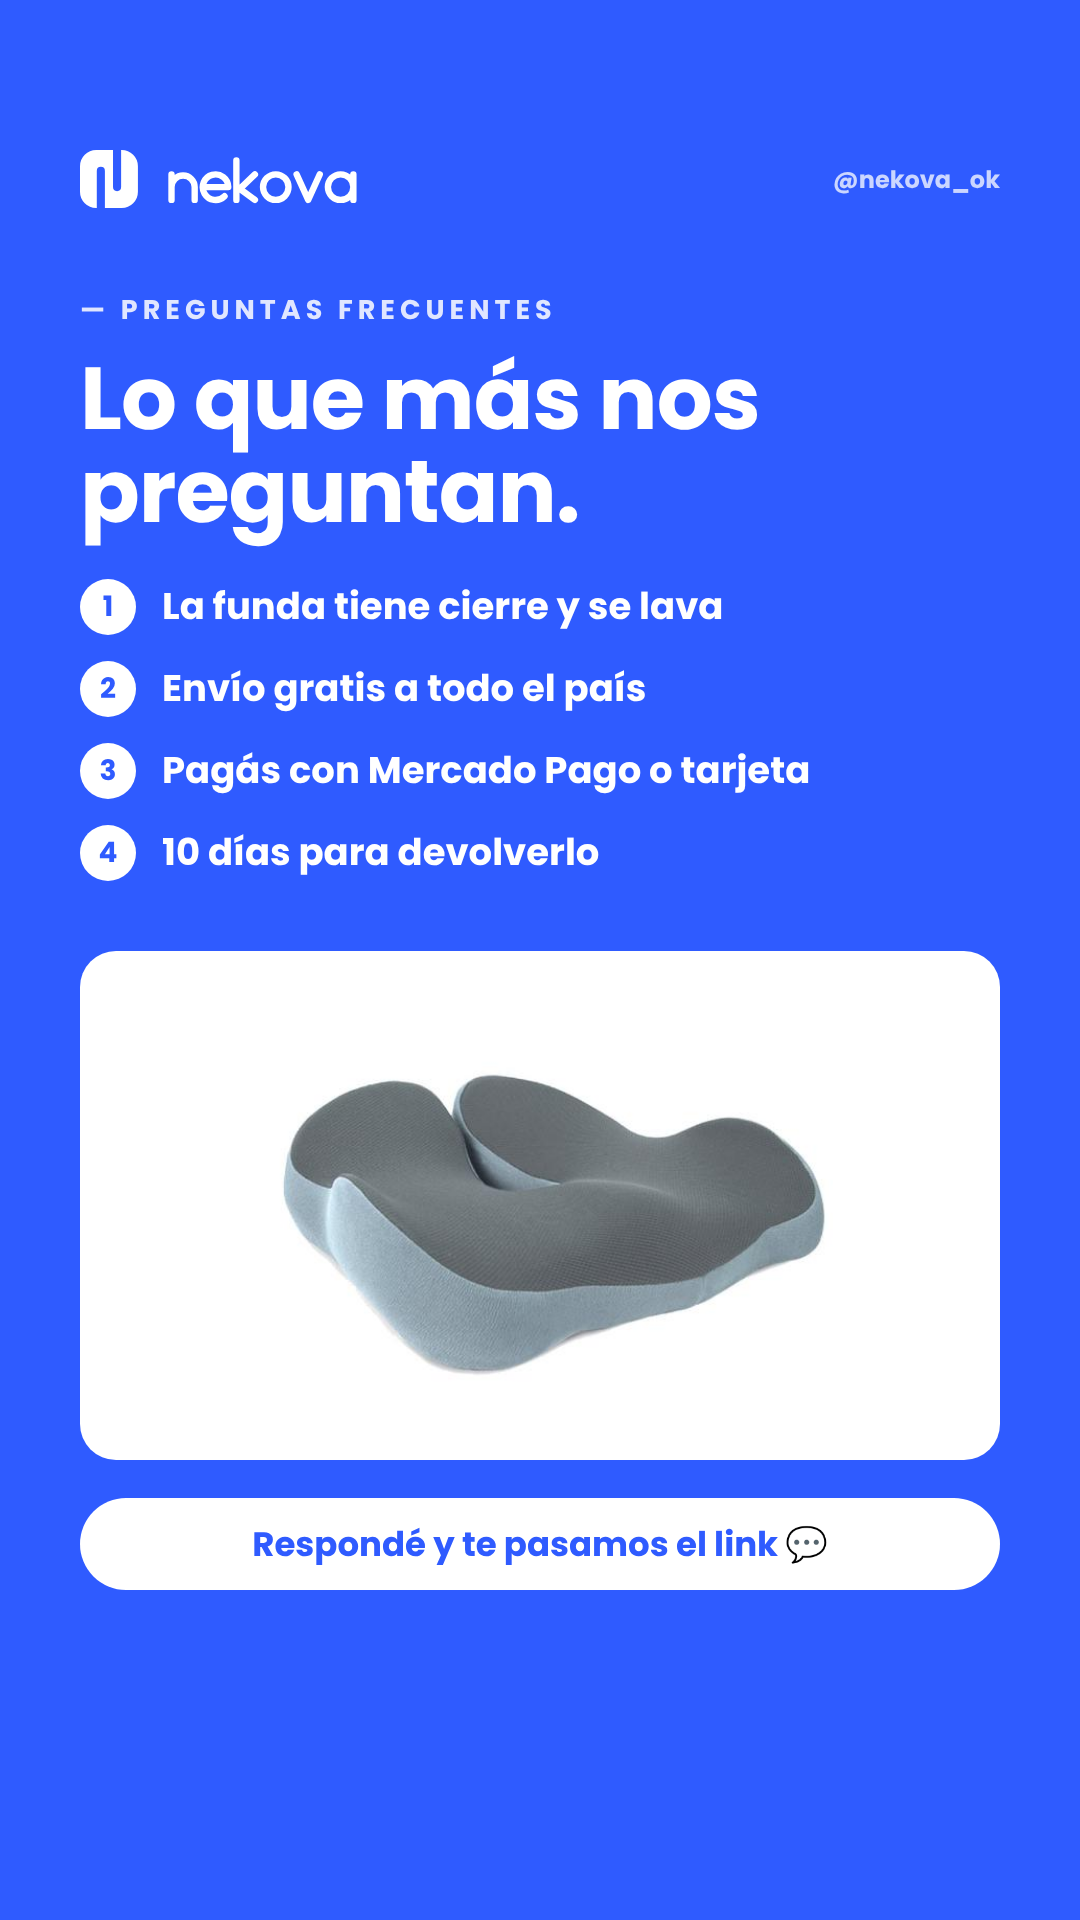 nekova
@nekova_ok
— PREGUNTAS FRECUENTES
Lo que más nos
preguntan.
1 La funda tiene cierre y se lava
2 Envío gratis a todo el país
3 Pagás con Mercado Pago o tarjeta
4 10 días para devolverlo
Respondé y te pasamos el link 💬